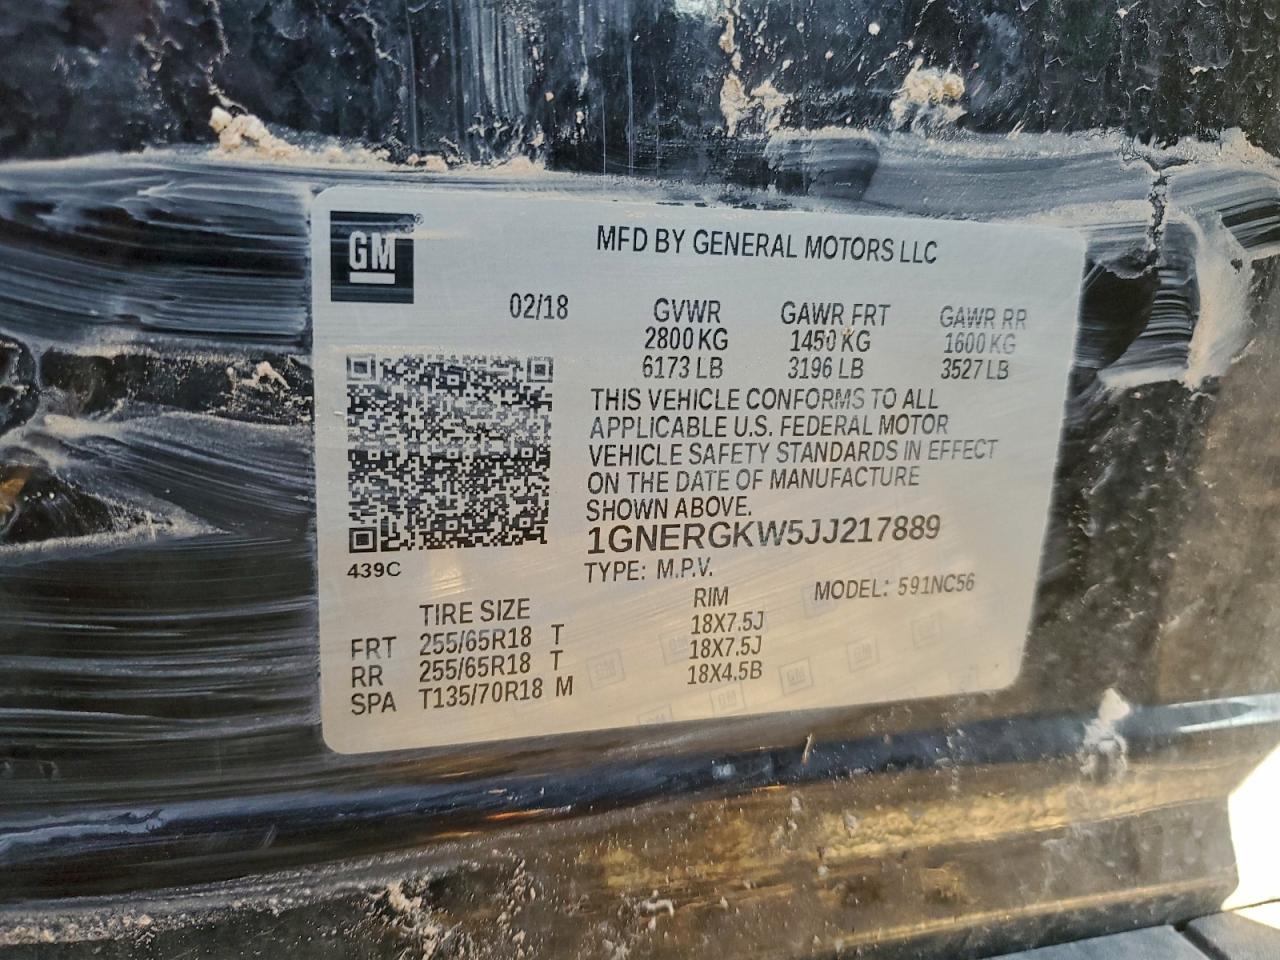 GM®
MFD BY GENERAL MOTORS LLC
02/18 GVWR GAWR FRT GAWR RR
2800 KG 1450 KG 1600 KG
6173 LB 3196 LB 3527 LB
THIS VEHICLE CONFORMS TO ALL
APPLICABLE U.S. FEDERAL MOTOR
VEHICLE SAFETY STANDARDS IN EFFECT
ON THE DATE OF MANUFACTURE
SHOWN ABOVE.
1GNERGKW5JJ217889
439C
TYPE: M.P.V. MODEL: 591NC56
TIRE SIZE RIM
FRT 255/65R18 T 18X7.5J
RR 255/65R18 T 18X7.5J
SPA T135/70R18 M 18X4.5B